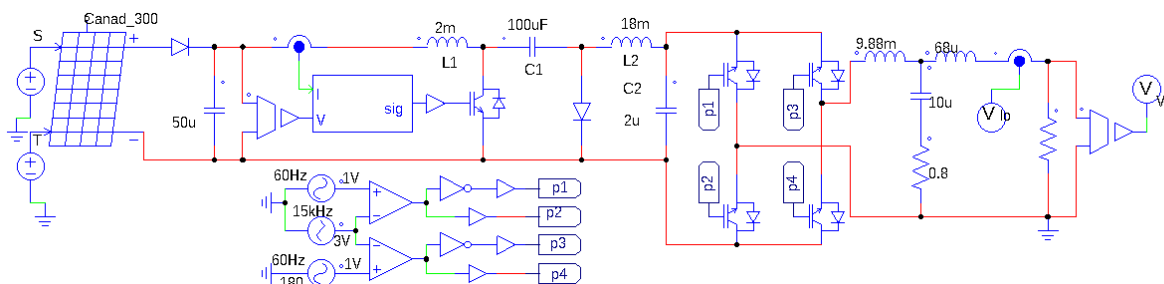 Canad_300
S
+
T
−
50u
I
V
sig
2m
L1
100uF
C1
18m
L2
C2
2u
p1
p3
p2
p4
9.88m
68u
10u
0.8
V
Ip
V
V
60Hz
1V
15kHz
3V
60Hz
1V
180
+
−
−
+
p1
p2
p3
p4